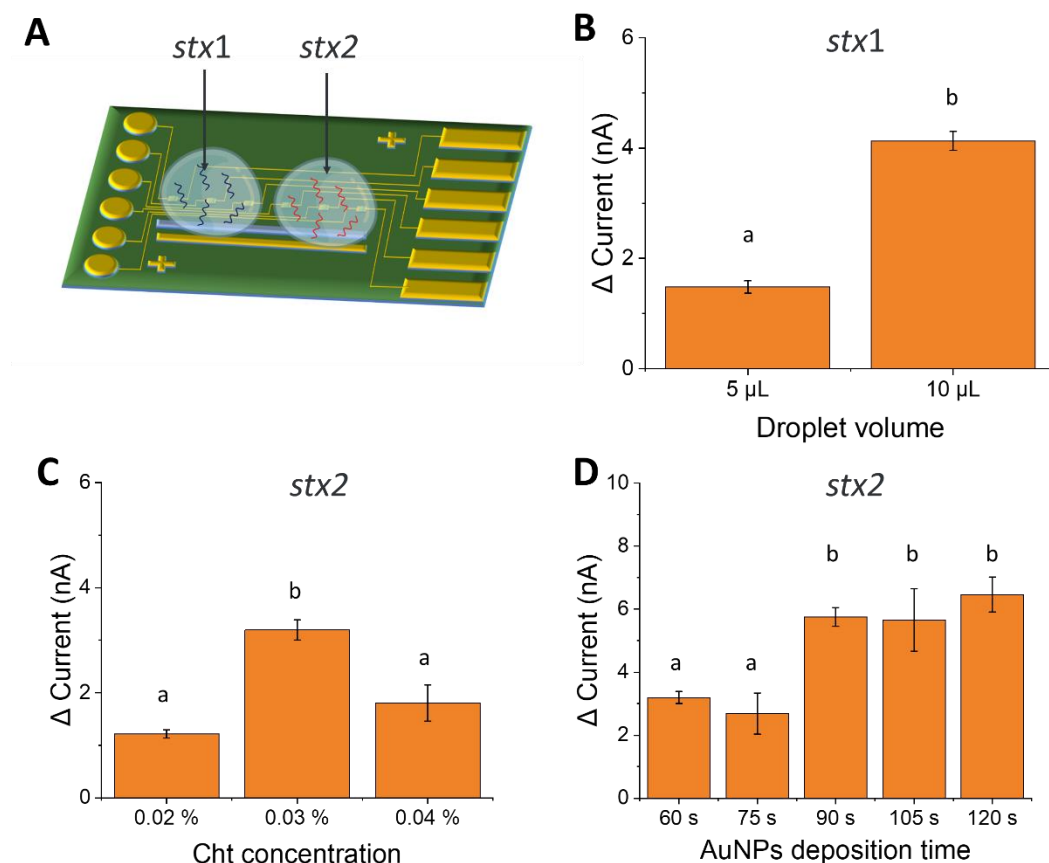 A
stx1
stx2
B
stx1
Δ Current (nA)
6
4
2
0
a
b
5 µL
10 µL
Droplet volume
C
stx2
Δ Current (nA)
6
4
2
0
a
b
a
0.02 %
0.03 %
0.04 %
Cht concentration
D
stx2
Δ Current (nA)
10
8
6
4
2
0
a
a
b
b
b
60 s
75 s
90 s
105 s
120 s
AuNPs deposition time